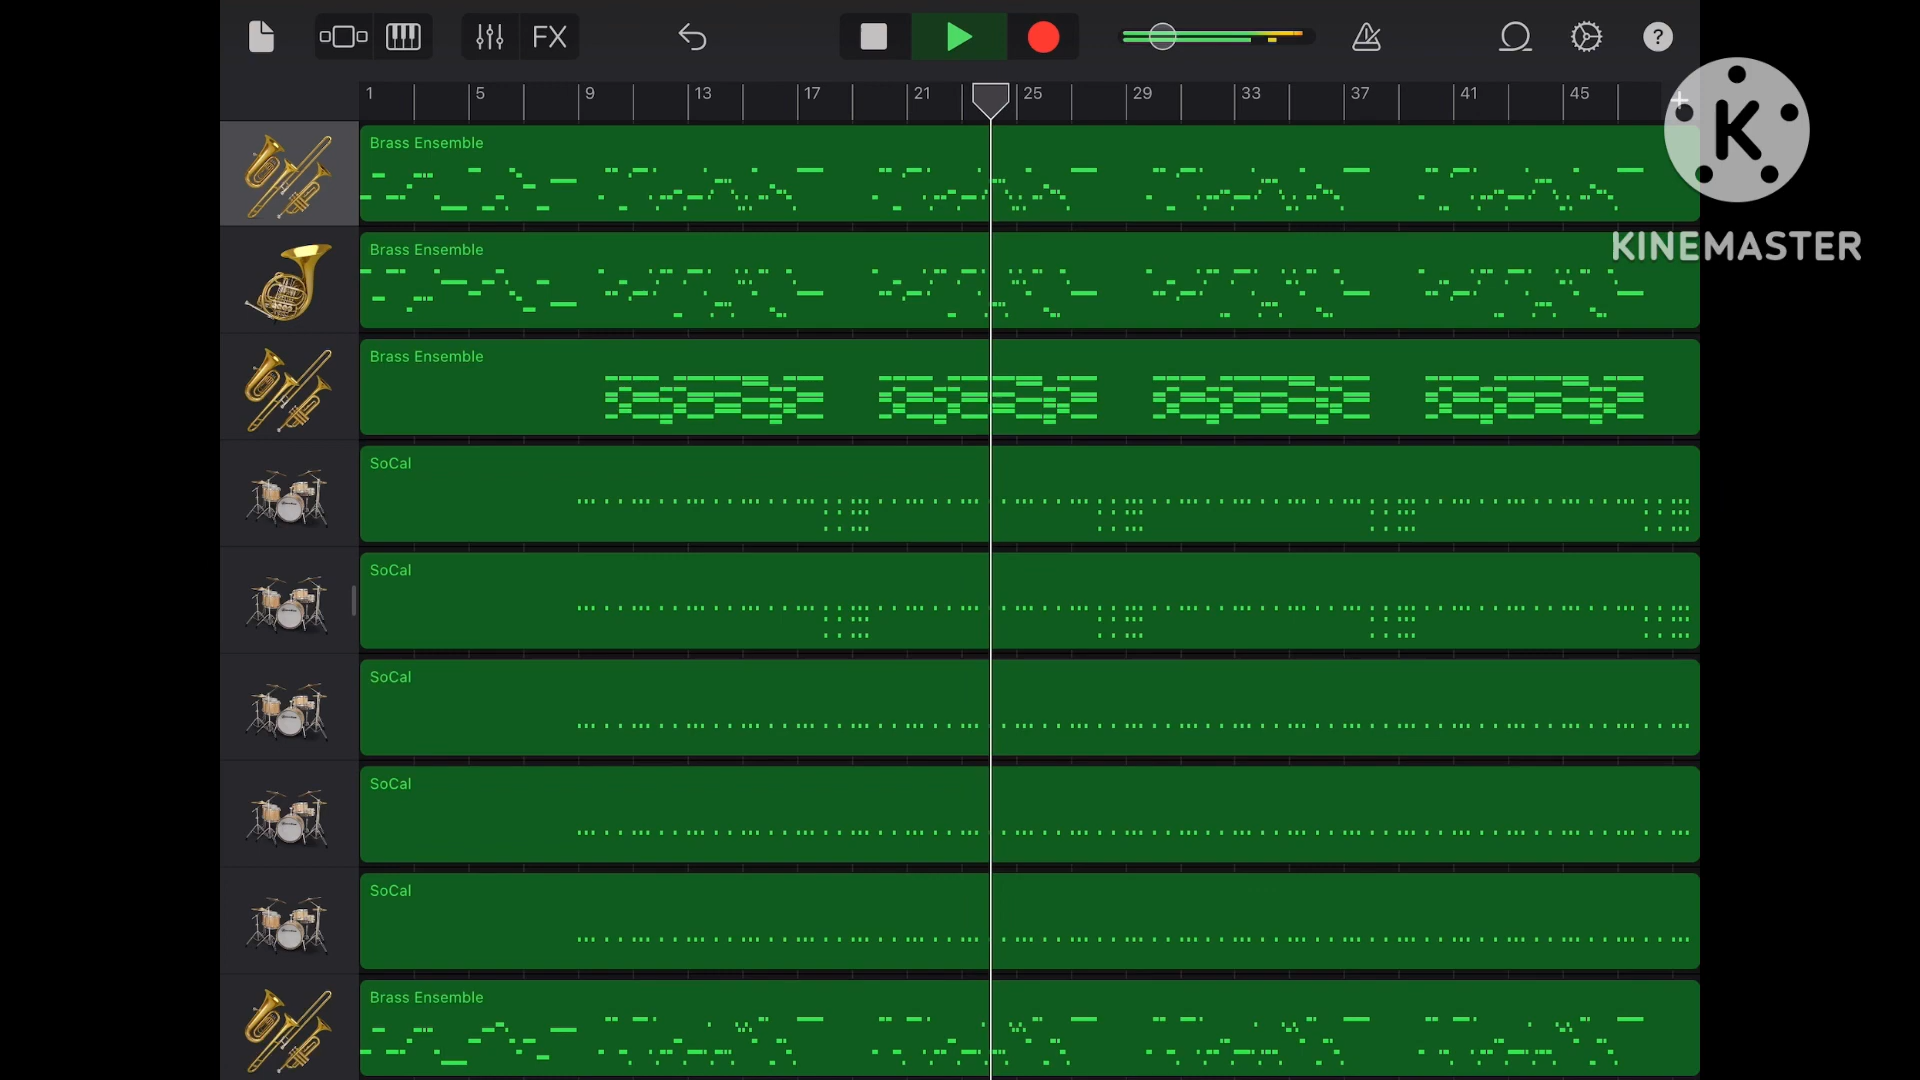 FX
?
1 5 9 13 17 21 25 29 33 37 41 45
K
KINEMASTER
Brass Ensemble
Brass Ensemble
Brass Ensemble
SoCal
SoCal
SoCal
SoCal
SoCal
Brass Ensemble